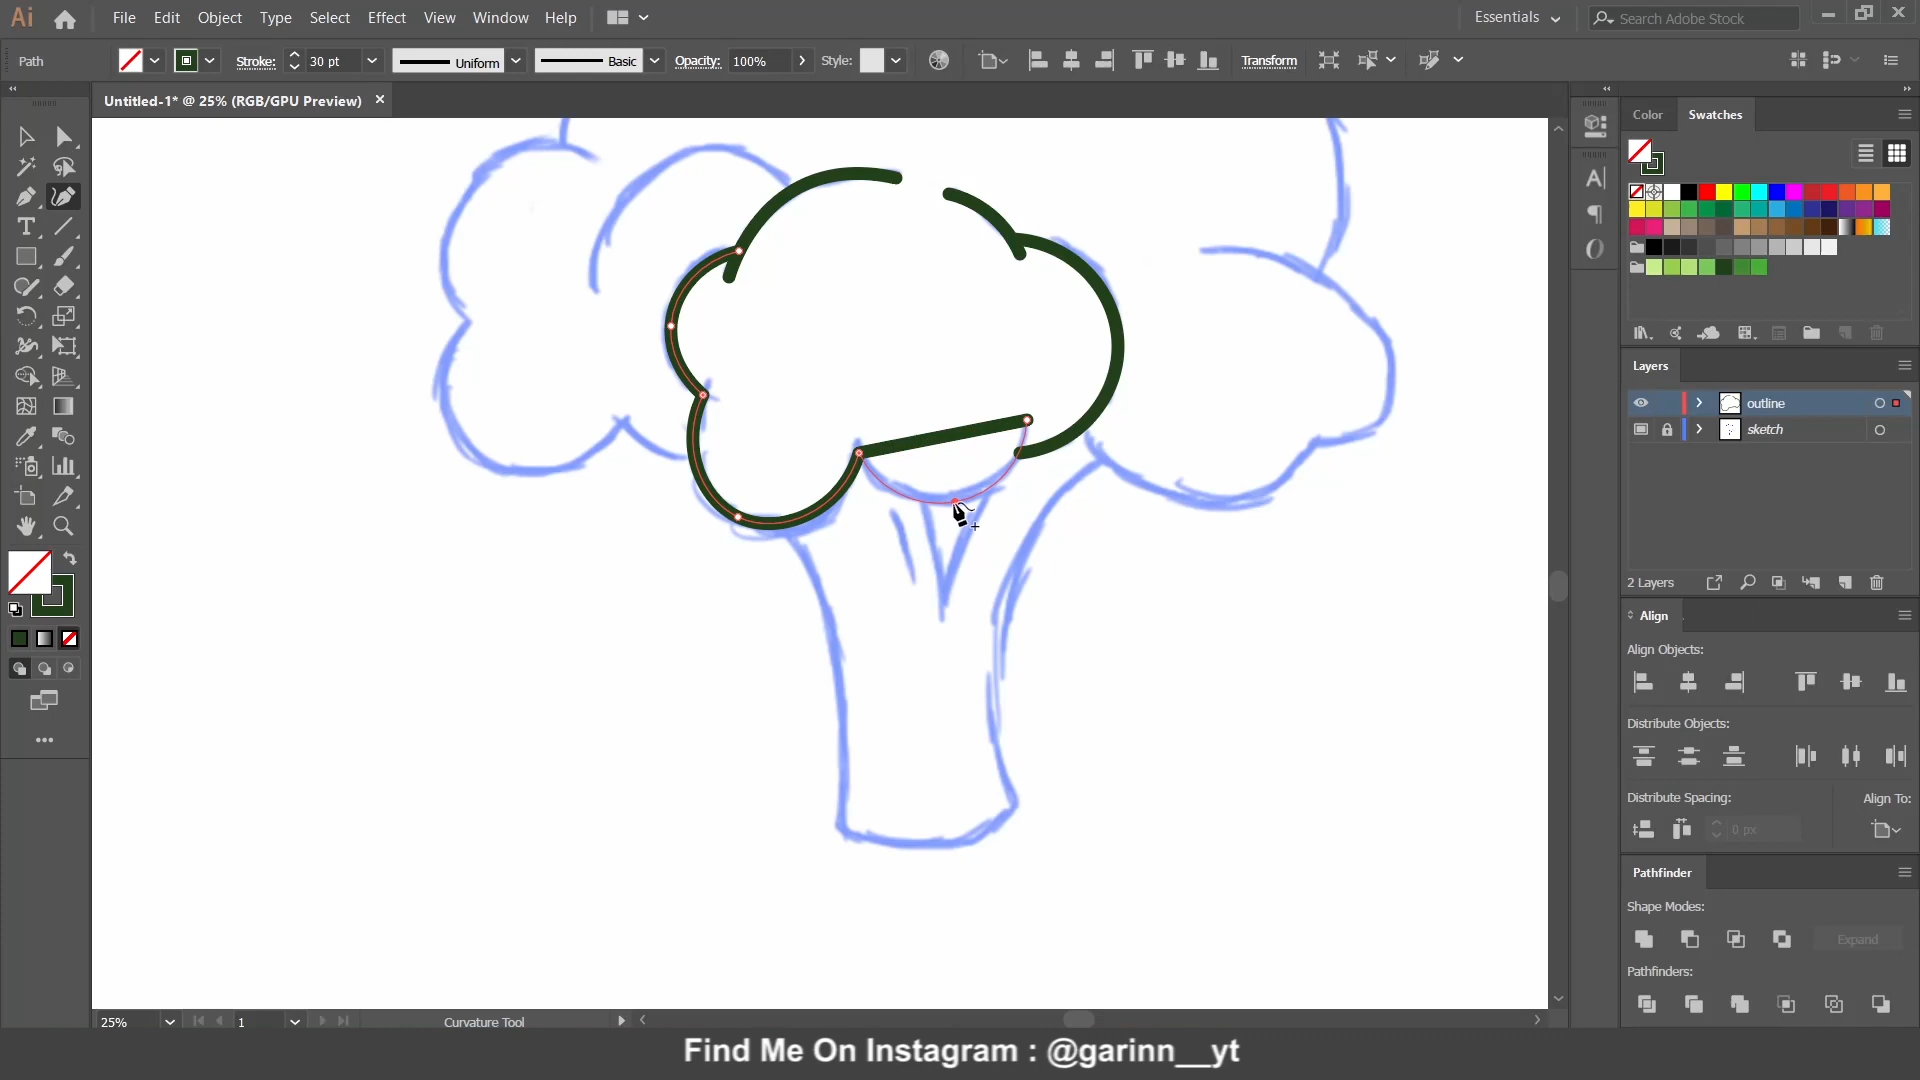 Ai File Edit Object Type Select Effect View Window Help Essentials Search Adobe Stock
Path Stroke: 30 pt Uniform Basic Opacity: 100% Style: Transform
Untitled-1* @ 25% (RGB/GPU Preview)
Color Swatches
Layers
outline
sketch
2 Layers
Align
Align Objects:
Distribute Objects:
Distribute Spacing: Align To:
0 px
Pathfinder
Shape Modes:
Expand
Pathfinders:
25% 1 Curvature Tool
Find Me On Instagram : @garinn__yt